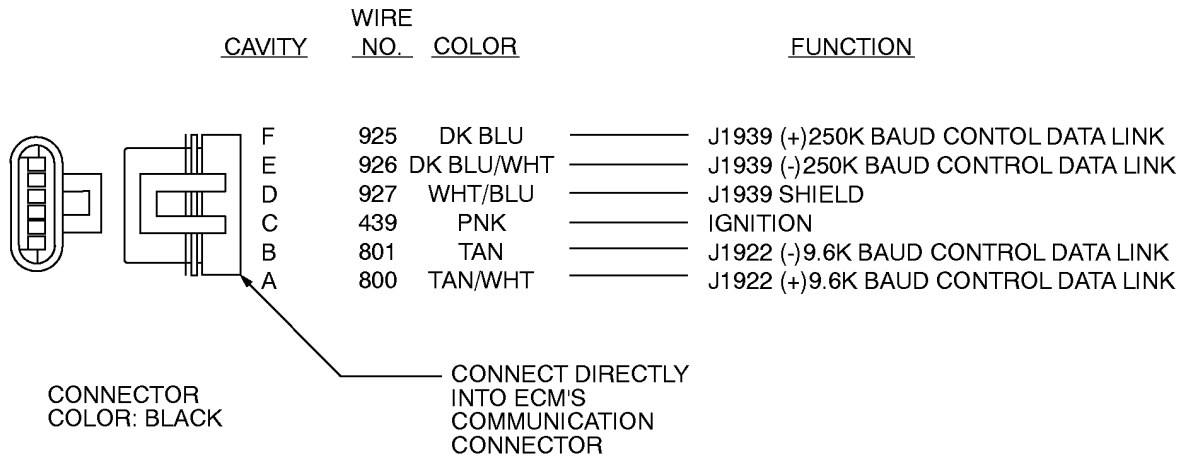 WIRE
CAVITY NO. COLOR FUNCTION
F 925 DK BLU J1939 (+)250K BAUD CONTOL DATA LINK
E 926 DK BLU/WHT J1939 (-)250K BAUD CONTROL DATA LINK
D 927 WHT/BLU J1939 SHIELD
C 439 PNK IGNITION
B 801 TAN J1922 (-)9.6K BAUD CONTROL DATA LINK
A 800 TAN/WHT J1922 (+)9.6K BAUD CONTROL DATA LINK
CONNECTOR
COLOR: BLACK
CONNECT DIRECTLY
INTO ECM'S
COMMUNICATION
CONNECTOR